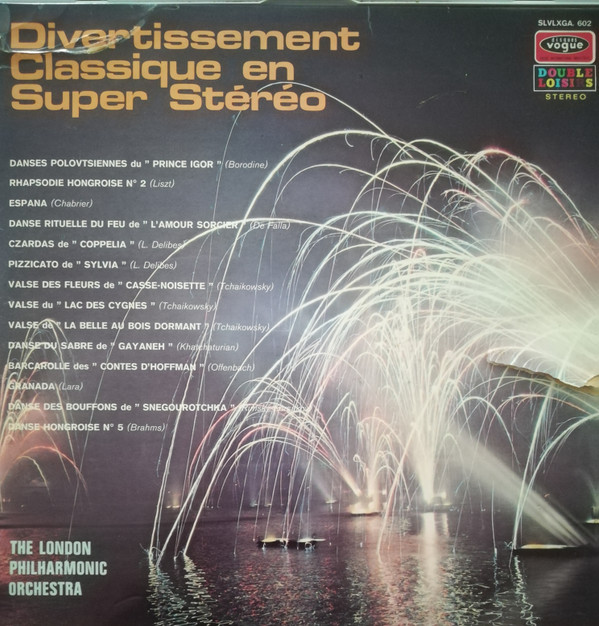 Divertissement
Classique en
Super Stéréo
SLVLXGA. 602
DISQUES
vogue
DOUBLE
LOISIRS
STEREO
DANSES POLOVTSIENNES du " PRINCE IGOR " (Borodine)
RHAPSODIE HONGROISE N° 2 (Liszt)
ESPANA (Chabrier)
DANSE RITUELLE DU FEU de " L'AMOUR SORCIER " (De Falla)
CZARDAS de " COPPELIA " (L. Delibes)
PIZZICATO de " SYLVIA " (L. Delibes)
VALSE DES FLEURS de " CASSE-NOISETTE " (Tchaikowsky)
VALSE du " LAC DES CYGNES " (Tchaikowsky)
VALSE de " LA BELLE AU BOIS DORMANT " (Tchaikowsky)
DANSE DU SABRE de " GAYANEH " (Khatchaturian)
BARCAROLLE des " CONTES D'HOFFMAN " (Offenbach)
GRANADA (Lara)
DANSE DES BOUFFONS de " SNEGOUROTCHKA "
DANSE HONGROISE N° 5 (Brahms)
THE LONDON
PHILHARMONIC
ORCHESTRA